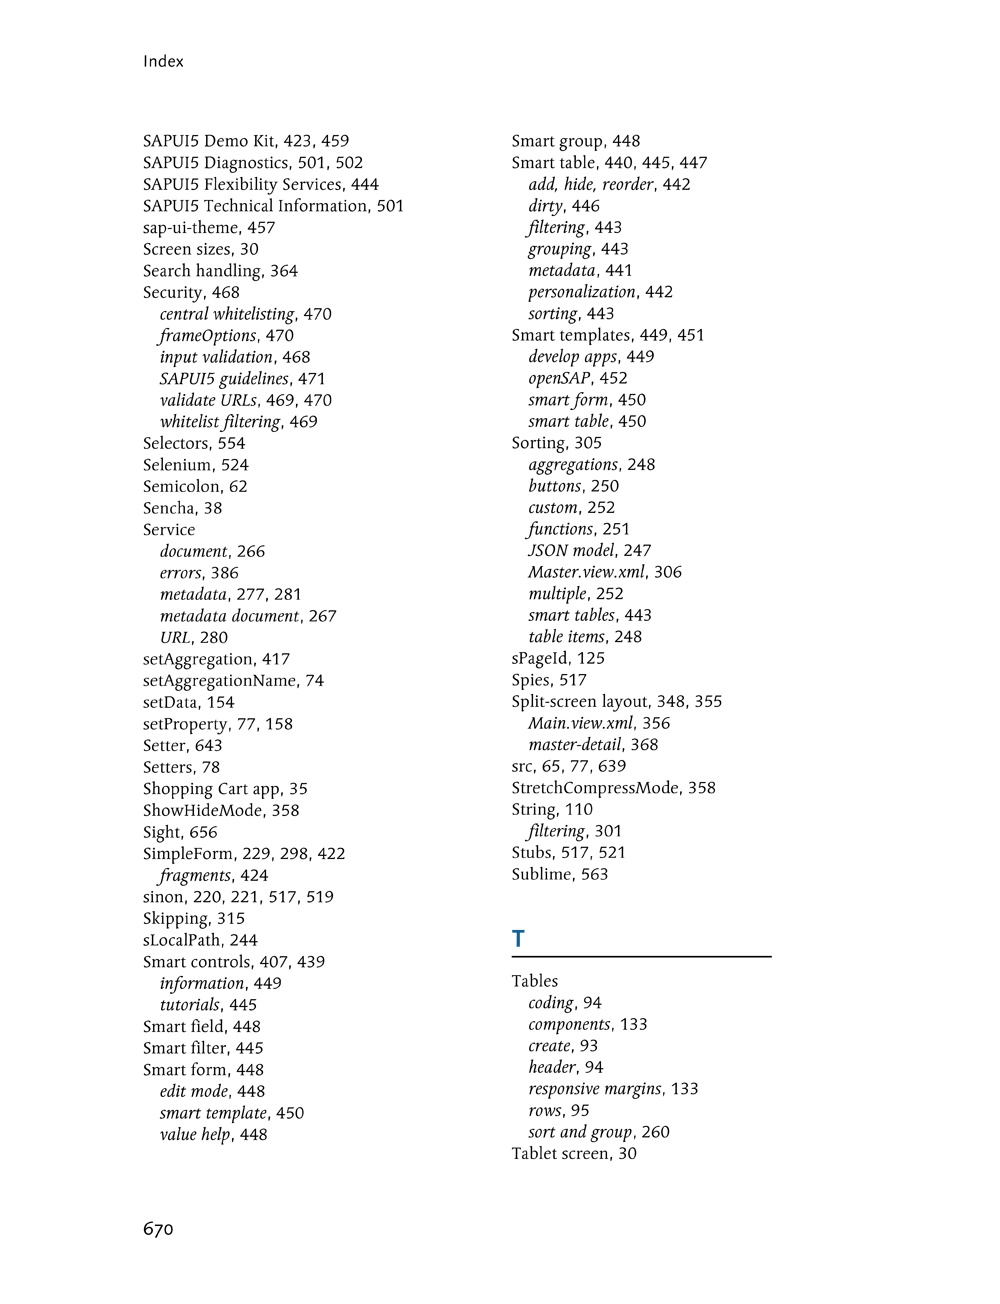 Index
SAPUI5 Demo Kit, 423, 459
SAPUI5 Diagnostics, 501, 502
SAPUI5 Flexibility Services, 444
SAPUI5 Technical Information, 501
sap-ui-theme, 457
Screen sizes, 30
Search handling, 364
Security, 468
central whitelisting, 470
frameOptions, 470
input validation, 468
SAPUI5 guidelines, 471
validate URLs, 469, 470
whitelist filtering, 469
Selectors, 554
Selenium, 524
Semicolon, 62
Sencha, 38
Service
document, 266
errors, 386
metadata, 277, 281
metadata document, 267
URL, 280
setAggregation, 417
setAggregationName, 74
setData, 154
setProperty, 77, 158
Setter, 643
Setters, 78
Shopping Cart app, 35
ShowHideMode, 358
Sight, 656
SimpleForm, 229, 298, 422
fragments, 424
sinon, 220, 221, 517, 519
Skipping, 315
sLocalPath, 244
Smart controls, 407, 439
information, 449
tutorials, 445
Smart field, 448
Smart filter, 445
Smart form, 448
edit mode, 448
smart template, 450
value help, 448
Smart group, 448
Smart table, 440, 445, 447
add, hide, reorder, 442
dirty, 446
filtering, 443
grouping, 443
metadata, 441
personalization, 442
sorting, 443
Smart templates, 449, 451
develop apps, 449
openSAP, 452
smart form, 450
smart table, 450
Sorting, 305
aggregations, 248
buttons, 250
custom, 252
functions, 251
JSON model, 247
Master.view.xml, 306
multiple, 252
smart tables, 443
table items, 248
sPageId, 125
Spies, 517
Split-screen layout, 348, 355
Main.view.xml, 356
master-detail, 368
src, 65, 77, 639
StretchCompressMode, 358
String, 110
filtering, 301
Stubs, 517, 521
Sublime, 563
T
Tables
coding, 94
components, 133
create, 93
header, 94
responsive margins, 133
rows, 95
sort and group, 260
Tablet screen, 30
670